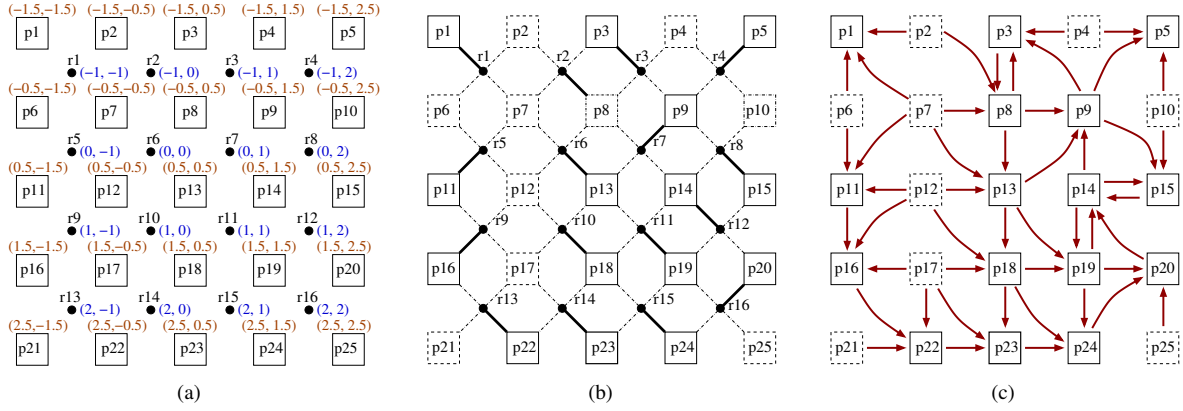 (-1.5,-1.5) (-1.5,-0.5) (-1.5, 0.5) (-1.5, 1.5) (-1.5, 2.5)
p1 p2 p3 p4 p5
r1 r2 r3 r4
(-1, -1) (-1, 0) (-1, 1) (-1, 2)
(-0.5,-1.5) (-0.5,-0.5) (-0.5, 0.5) (-0.5, 1.5) (-0.5, 2.5)
p6 p7 p8 p9 p10
r5 r6 r7 r8
(0, -1) (0, 0) (0, 1) (0, 2)
(0.5,-1.5) (0.5,-0.5) (0.5, 0.5) (0.5, 1.5) (0.5, 2.5)
p11 p12 p13 p14 p15
r9 r10 r11 r12
(1, -1) (1, 0) (1, 1) (1, 2)
(1.5,-1.5) (1.5,-0.5) (1.5, 0.5) (1.5, 1.5) (1.5, 2.5)
p16 p17 p18 p19 p20
r13 r14 r15 r16
(2, -1) (2, 0) (2, 1) (2, 2)
(2.5,-1.5) (2.5,-0.5) (2.5, 0.5) (2.5, 1.5) (2.5, 2.5)
p21 p22 p23 p24 p25
(a)
p1 p2 p3 p4 p5
r1 r2 r3 r4
p6 p7 p8 p9 p10
r5 r6 r7 r8
p11 p12 p13 p14 p15
r9 r10 r11 r12
p16 p17 p18 p19 p20
r13 r14 r15 r16
p21 p22 p23 p24 p25
(b)
p1 p2 p3 p4 p5
p6 p7 p8 p9 p10
p11 p12 p13 p14 p15
p16 p17 p18 p19 p20
p21 p22 p23 p24 p25
(c)